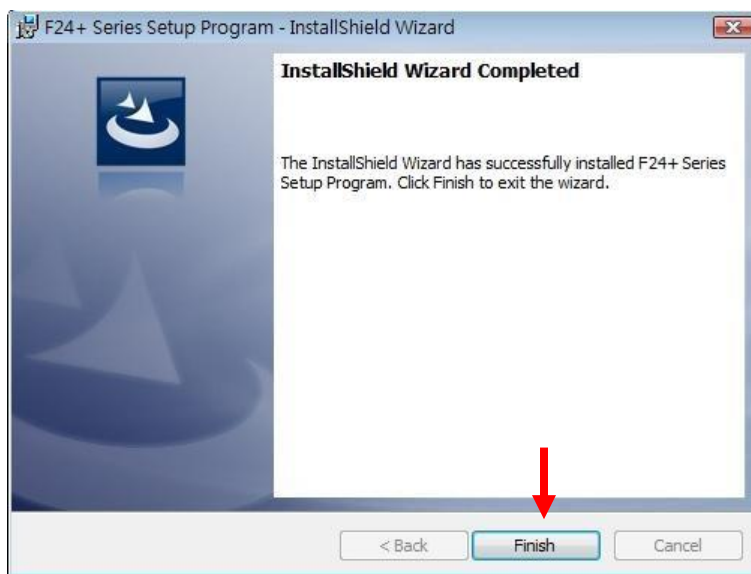 F24+ Series Setup Program - InstallShield Wizard
InstallShield Wizard Completed
The InstallShield Wizard has successfully installed F24+ Series
Setup Program. Click Finish to exit the wizard.
< Back Finish Cancel